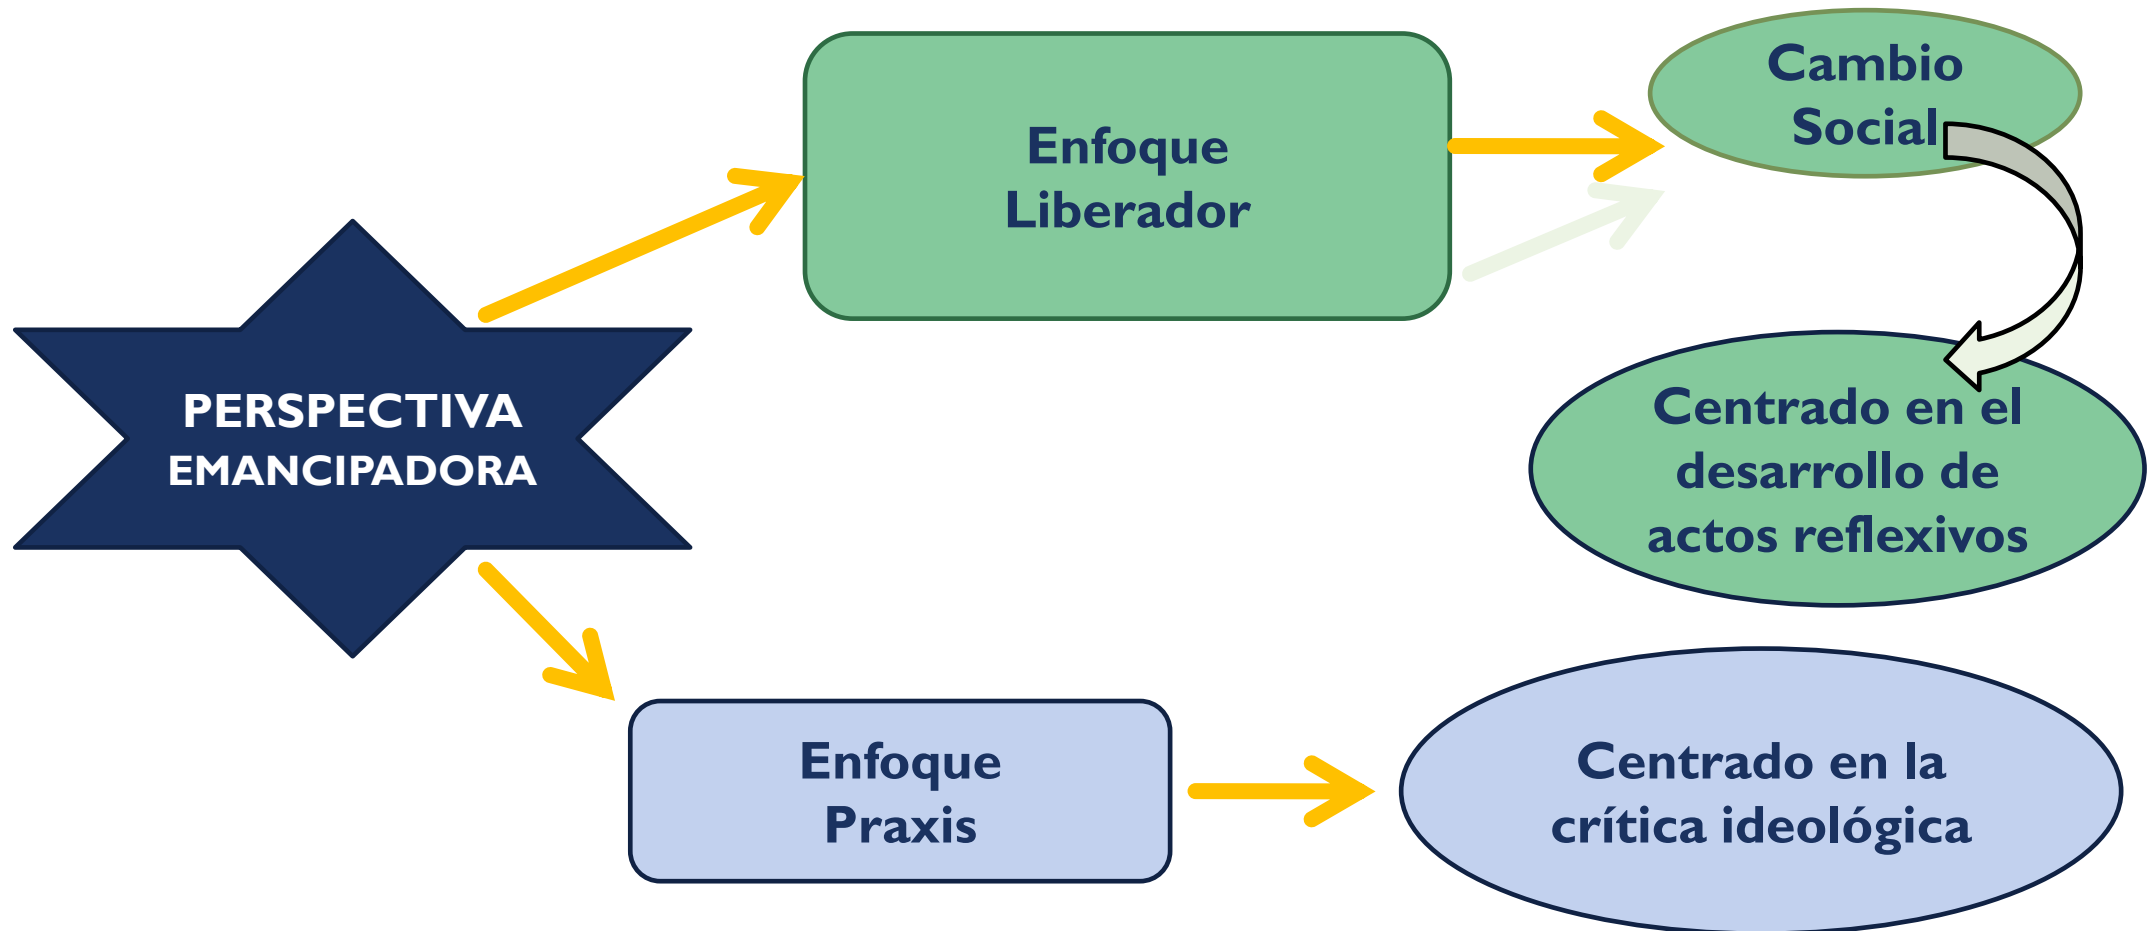 PERSPECTIVA
EMANCIPADORA
Enfoque
Liberador
Cambio
Social
Centrado en el
desarrollo de
actos reflexivos
Enfoque
Praxis
Centrado en la
crítica ideológica